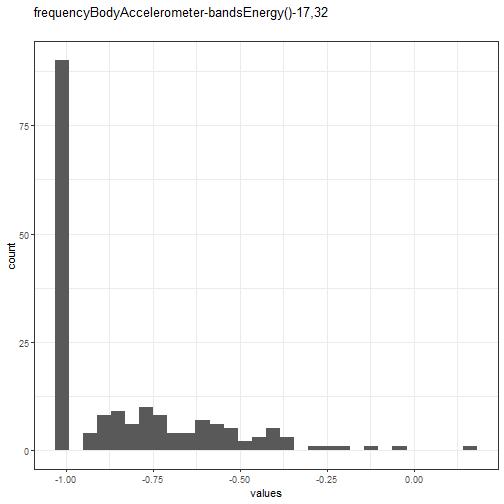 frequencyBodyAccelerometer-bandsEnergy()-17,32
75
50
25
0
count
-1.00 -0.75 -0.50 -0.25 0.00
values